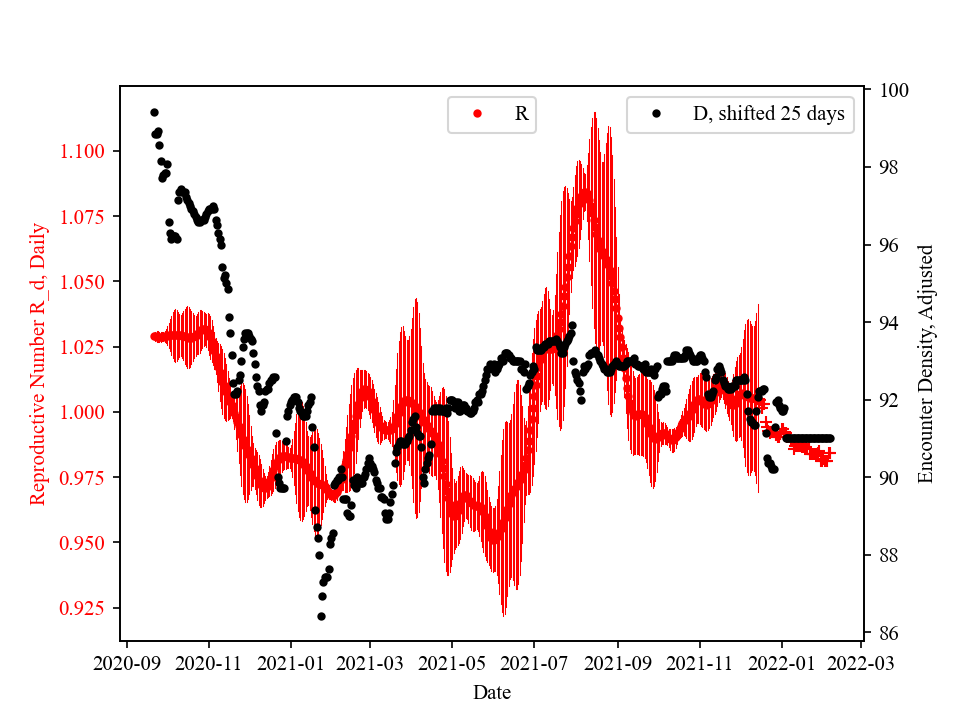 R
D, shifted 25 days
Reproductive Number R_d, Daily
1.100
1.075
1.050
1.025
1.000
0.975
0.950
0.925
100
98
96
94
92
90
88
86
Encounter Density, Adjusted
2020-09 2020-11 2021-01 2021-03 2021-05 2021-07 2021-09 2021-11 2022-01 2022-03
Date